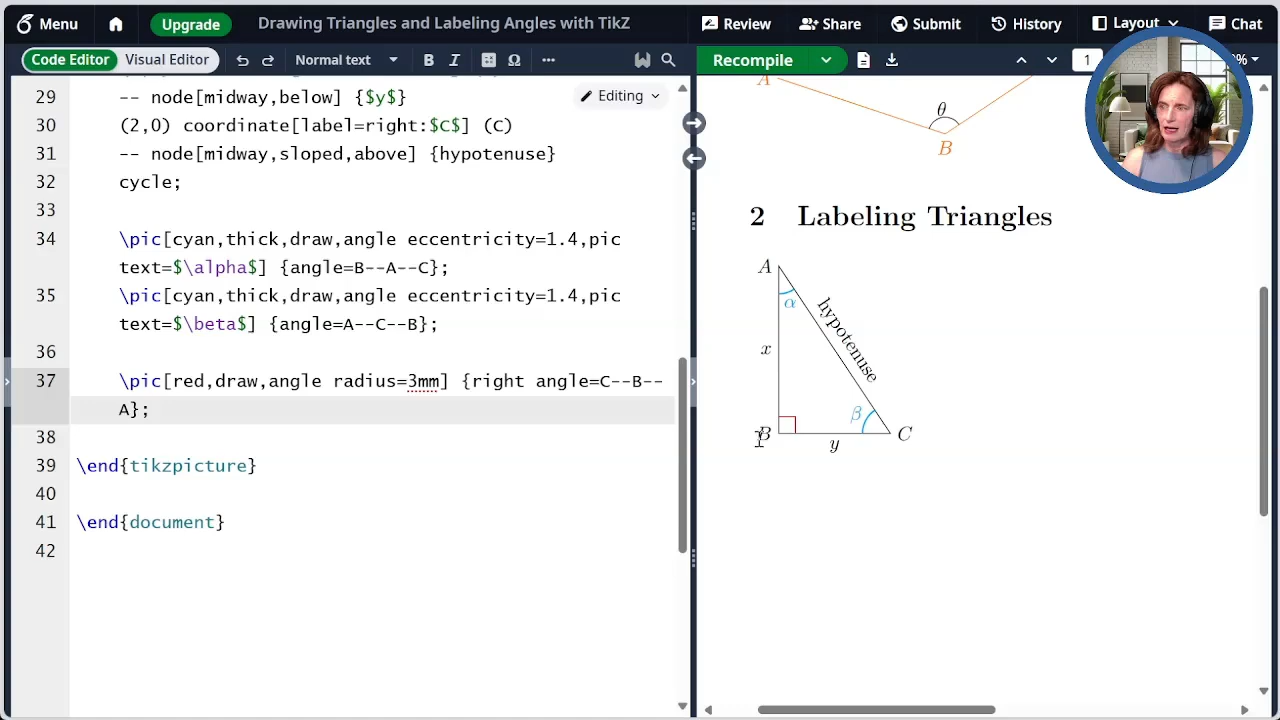 Menu
Upgrade
Drawing Triangles and Labeling Angles with TikZ
Review
Share
Submit
History
Layout
Chat
Code Editor
Visual Editor
Normal text
B
I
Ω
Editing
Recompile
1
%
29 -- node[midway,below] {$y$}
30 (2,0) coordinate[label=right:$C$] (C)
31 -- node[midway,sloped,above] {hypotenuse}
32 cycle;
33
34 \pic[cyan,thick,draw,angle eccentricity=1.4,pic
text=$\alpha$] {angle=B--A--C};
35 \pic[cyan,thick,draw,angle eccentricity=1.4,pic
text=$\beta$] {angle=A--C--B};
36
37 \pic[red,draw,angle radius=3mm] {right angle=C--B--
A};
38
39 \end{tikzpicture}
40
41 \end{document}
42
A
θ
B
2 Labeling Triangles
A
α
hypotenuse
x
β
B
C
y